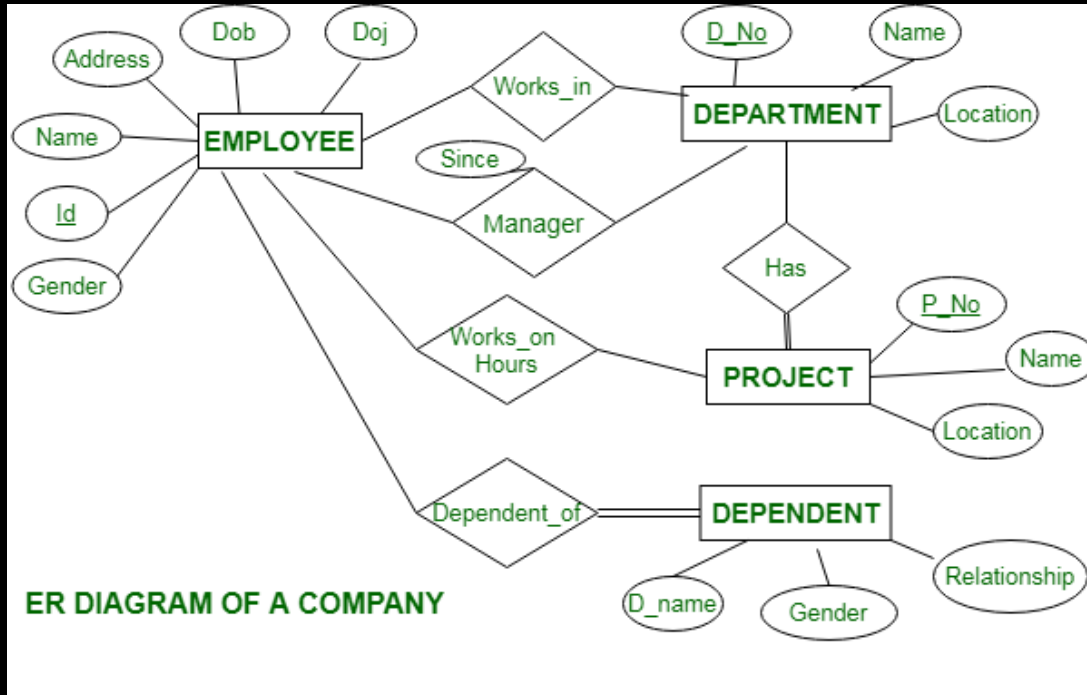 Dob
Doj
D_No
Name
Address
Works_in
DEPARTMENT
Location
Name
EMPLOYEE
Since
Id
Manager
Gender
Has
P_No
Works_on
Hours
Name
PROJECT
Location
Dependent_of
DEPENDENT
Relationship
D_name
Gender
ER DIAGRAM OF A COMPANY